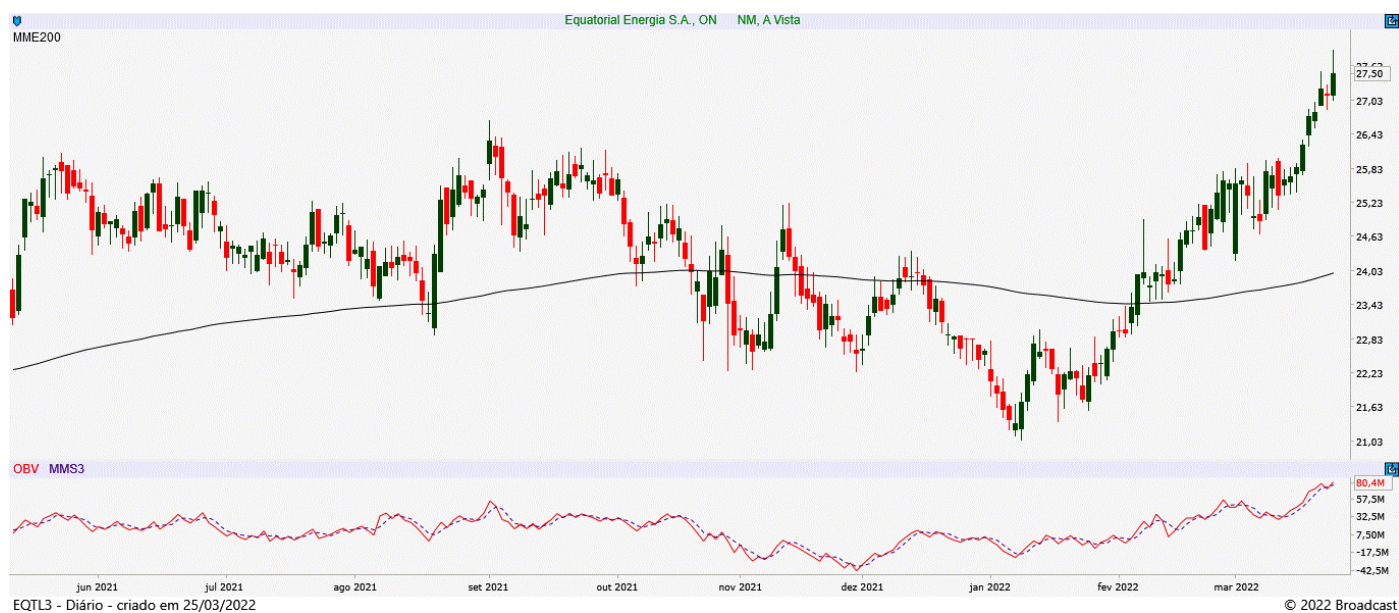 Equatorial Energia S.A., ON NM, A Vista
MME200
27,50
27,03
26,43
25,83
25,23
24,63
24,03
23,43
22,83
22,23
21,63
21,03
OBV MMS3
80,4M
57,5M
32,5M
7,50M
-17,5M
-42,5M
jun 2021 jul 2021 ago 2021 set 2021 out 2021 nov 2021 dez 2021 jan 2022 fev 2022 mar 2022
EQTL3 - Diário - criado em 25/03/2022 © 2022 Broadcast